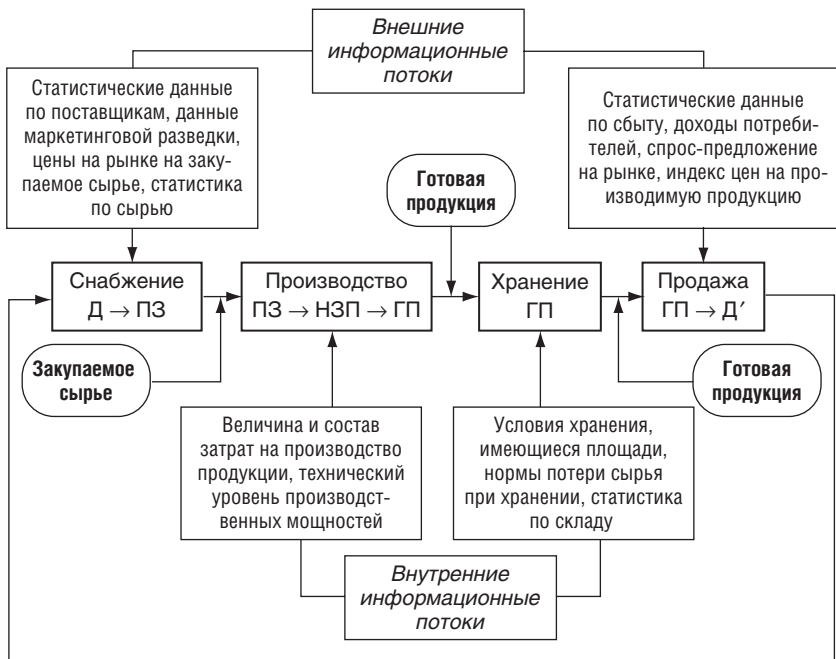 Внешние
информационные
потоки
Статистические данные
по поставщикам, данные
маркетинговой разведки,
цены на рынке на заку-
паемое сырье, статистика
по сырью
Статистические данные
по сбыту, доходы потреби-
телей, спрос-предложение
на рынке, индекс цен на про-
изводимую продукцию
Готовая
продукция
Снабжение
Д → ПЗ
Производство
ПЗ → НЗП → ГП
Хранение
ГП
Продажа
ГП → Д′
Закупаемое
сырье
Готовая
продукция
Величина и состав
затрат на производство
продукции, технический
уровень производст-
венных мощностей
Условия хранения,
имеющиеся площади,
нормы потери сырья
при хранении, статистика
по складу
Внутренние
информационные
потоки